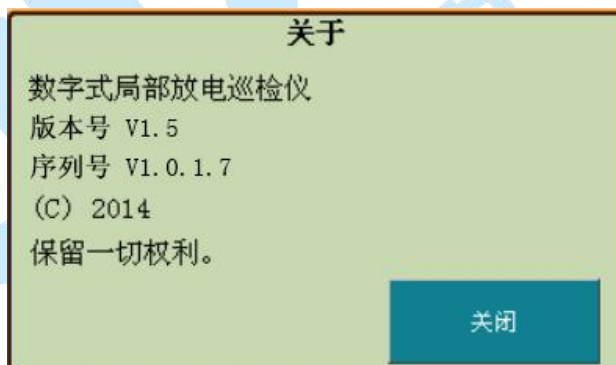 关于
数字式局部放电巡检仪
版本号 V1.5
序列号 V1.0.1.7
(C) 2014
保留一切权利。
关闭